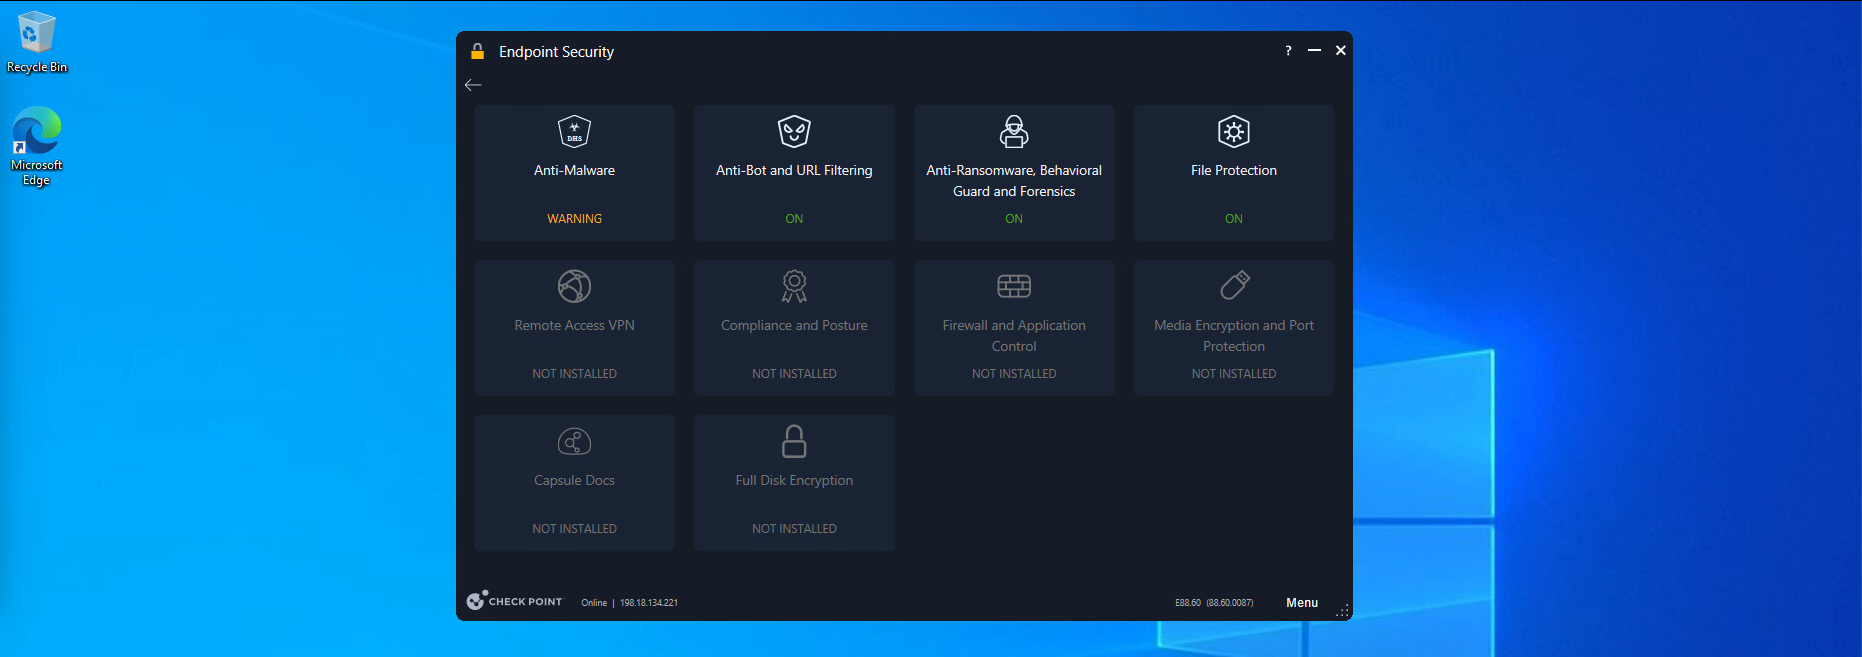 Recycle Bin
Microsoft
Edge
Endpoint Security
?
DHS
Anti-Malware
WARNING
Anti-Bot and URL Filtering
ON
Anti-Ransomware, Behavioral
Guard and Forensics
ON
File Protection
ON
Remote Access VPN
NOT INSTALLED
Compliance and Posture
NOT INSTALLED
Firewall and Application
Control
NOT INSTALLED
Media Encryption and Port
Protection
NOT INSTALLED
Capsule Docs
NOT INSTALLED
Full Disk Encryption
NOT INSTALLED
CHECK POINT
Online | 198.18.134.221
E88.60 (88.60.0087)
Menu